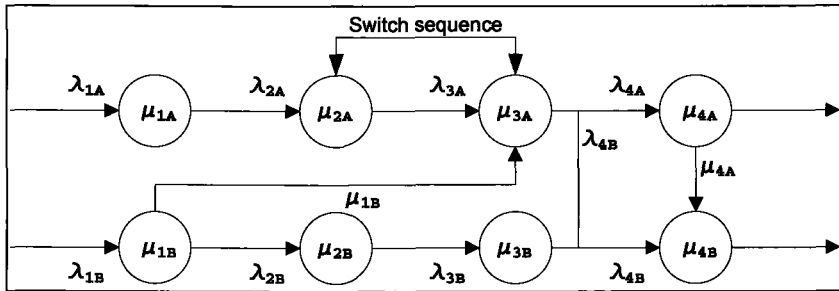 Switch sequence
λ1A λ2A λ3A λ4A
μ1A μ2A μ3A μ4A
λ4B
μ4A
μ1B
μ1B μ2B μ3B μ4B
λ1B λ2B λ3B λ4B